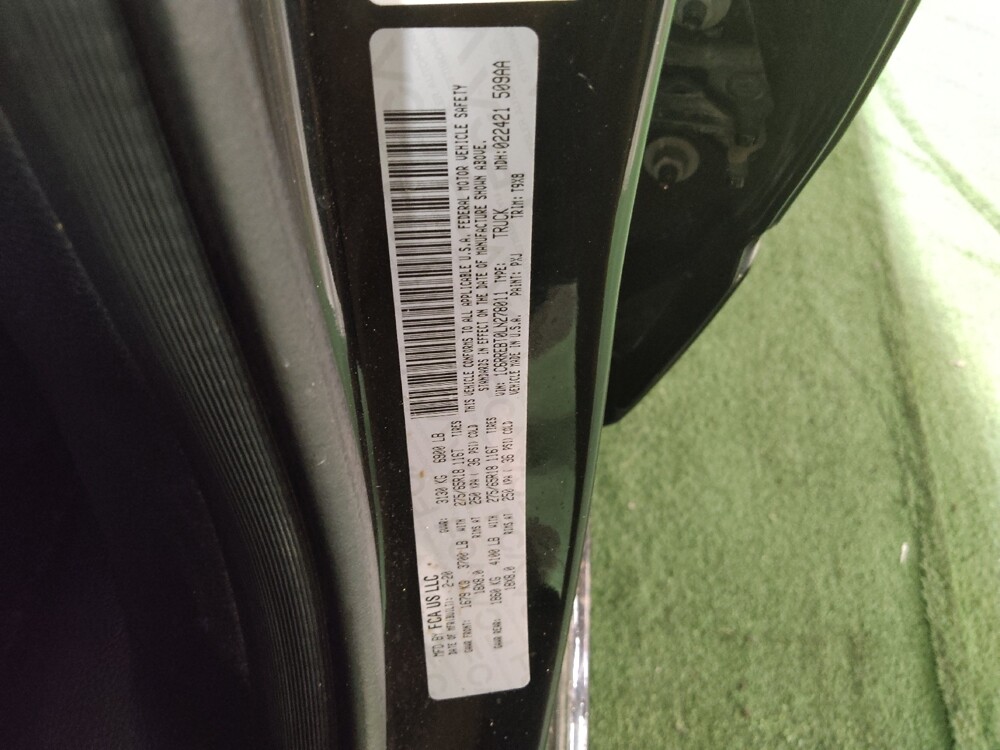 MFD BY FCA US LLC
DATE OF MFR(BUILT): 2-20 GVWR: 3130 KG 6900 LB
GAWR FRONT: 1679 KG 3700 LB WITH 275/65R18 116T TIRES
18X8.0 RIMS AT 250 KPA ( 36 PSI) COLD
GAWR REAR: 1860 KG 4100 LB WITH 275/65R18 116T TIRES
18X8.0 RIMS AT 250 KPA ( 36 PSI) COLD
THIS VEHICLE CONFORMS TO ALL APPLICABLE U.S.A. FEDERAL MOTOR VEHICLE SAFETY
STANDARDS IN EFFECT ON THE DATE OF MANUFACTURE SHOWN ABOVE.
VIN: 1C6RREBT0LN278011 TYPE: TRUCK MDH:022421 509AA
VEHICLE MADE IN U.S.A. PAINT: PXJ TRIM: T9X8